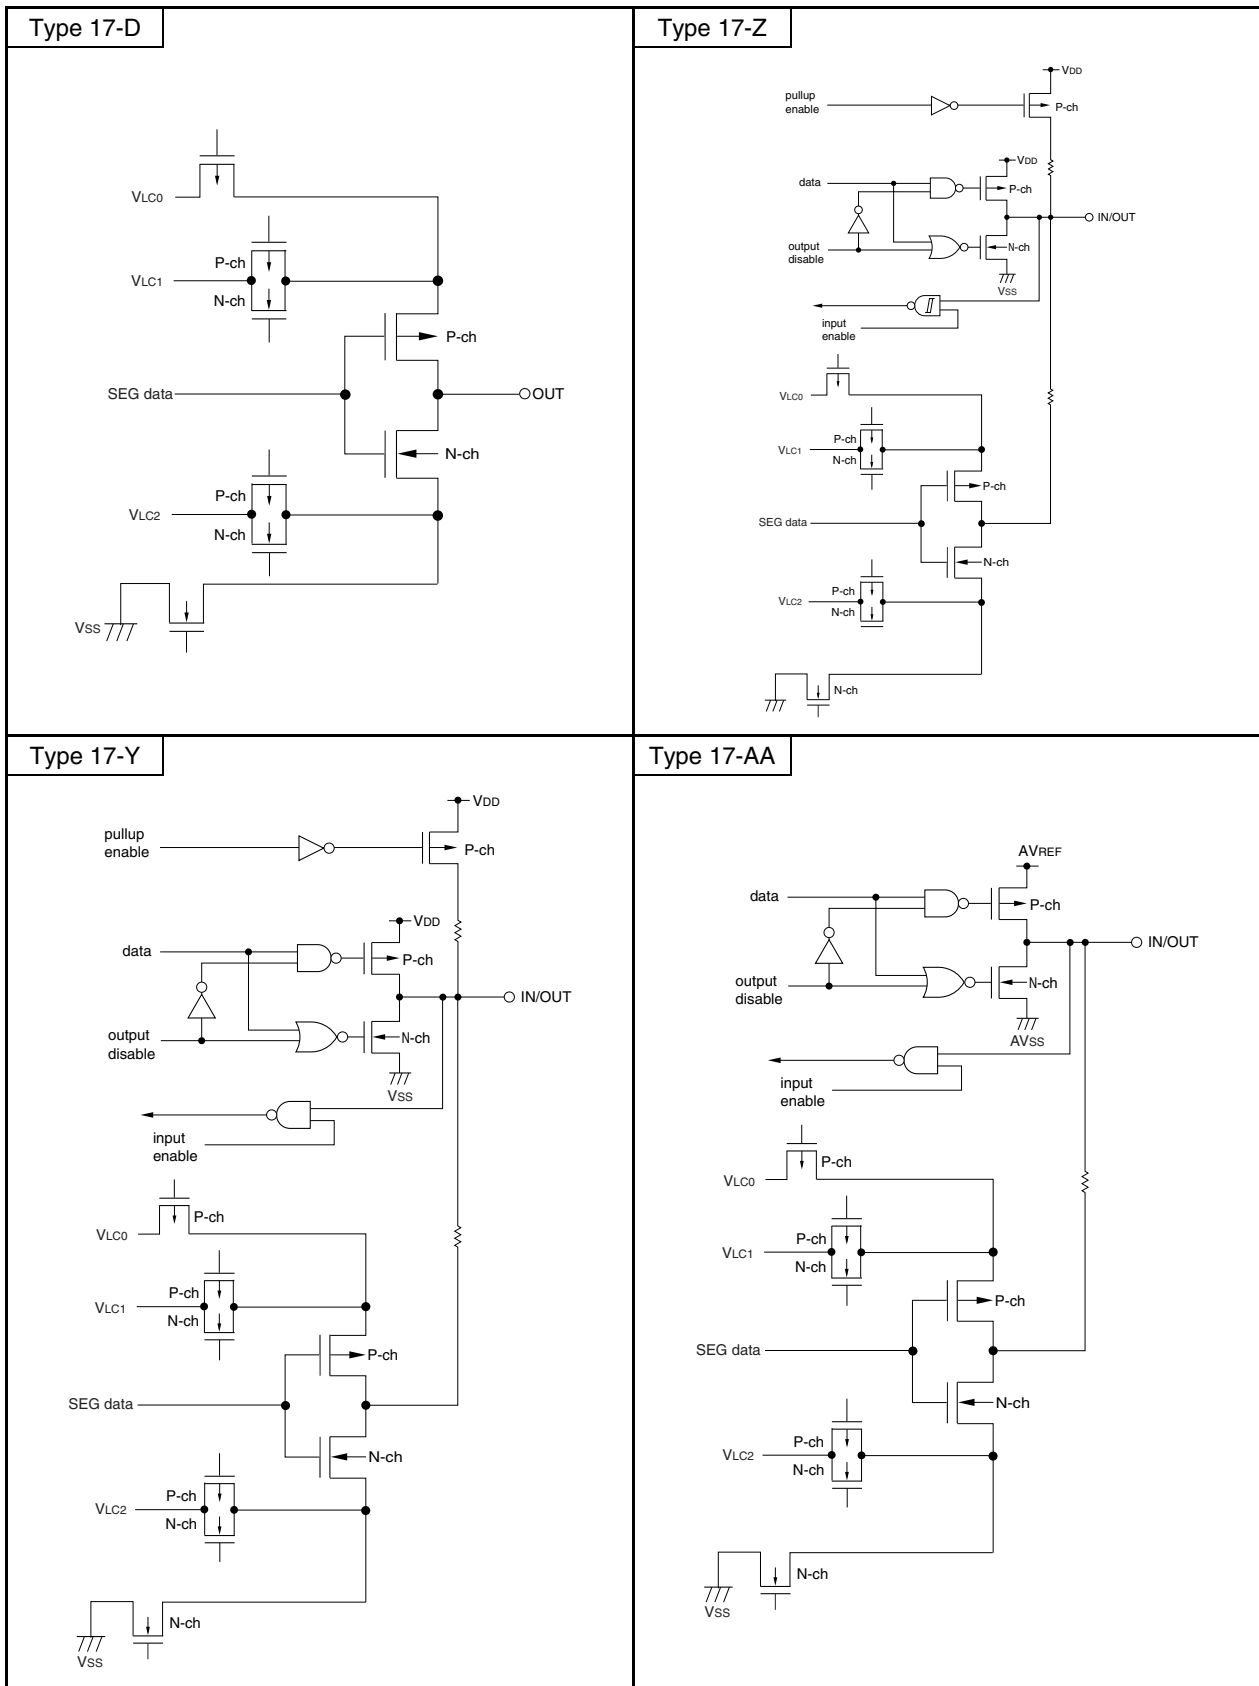 Type 17-D
VLC0
P-ch
VLC1
N-ch
P-ch
SEG data
OUT
N-ch
P-ch
VLC2
N-ch
VSS
Type 17-Z
VDD
pullup
enable
P-ch
VDD
data
P-ch
IN/OUT
output
disable
N-ch
VSS
input
enable
VLC0
P-ch
VLC1
N-ch
P-ch
SEG data
N-ch
P-ch
VLC2
N-ch
N-ch
Type 17-Y
VDD
pullup
enable
P-ch
VDD
data
P-ch
IN/OUT
output
disable
N-ch
VSS
input
enable
P-ch
VLC0
P-ch
VLC1
N-ch
P-ch
SEG data
N-ch
P-ch
VLC2
N-ch
N-ch
VSS
Type 17-AA
AVREF
data
P-ch
IN/OUT
output
disable
N-ch
AVSS
input
enable
P-ch
VLC0
P-ch
VLC1
N-ch
P-ch
SEG data
N-ch
P-ch
VLC2
N-ch
N-ch
VSS